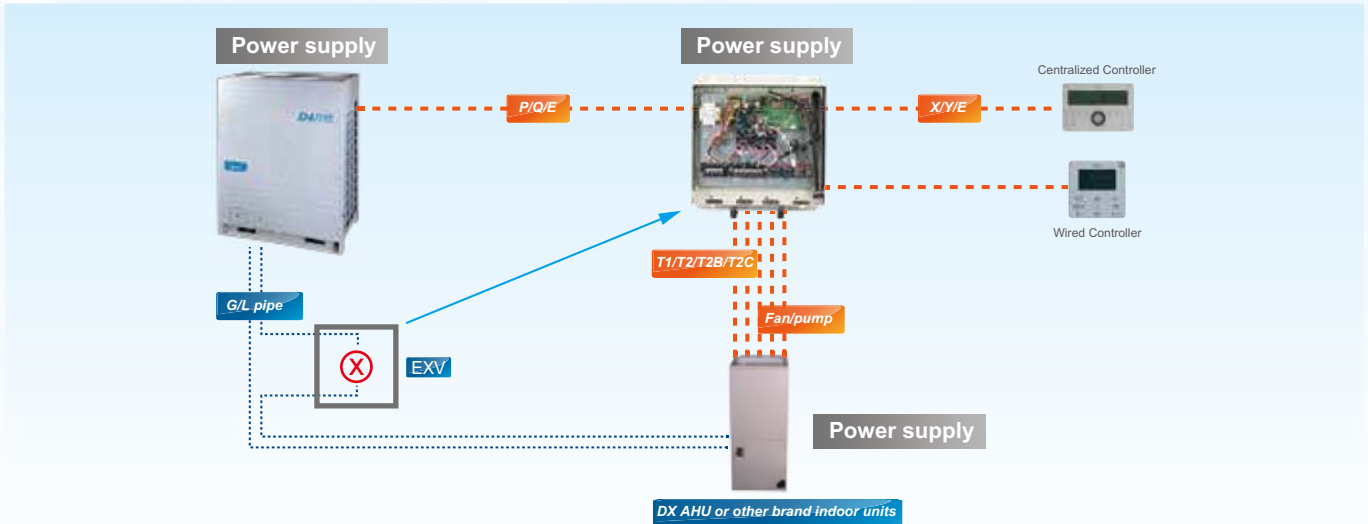 Power supply
Power supply
Centralized Controller
P/Q/E
X/Y/E
Wired Controller
T1/T2/T2B/T2C
G/L pipe
Fan/pump
X
EXV
Power supply
DX AHU or other brand indoor units